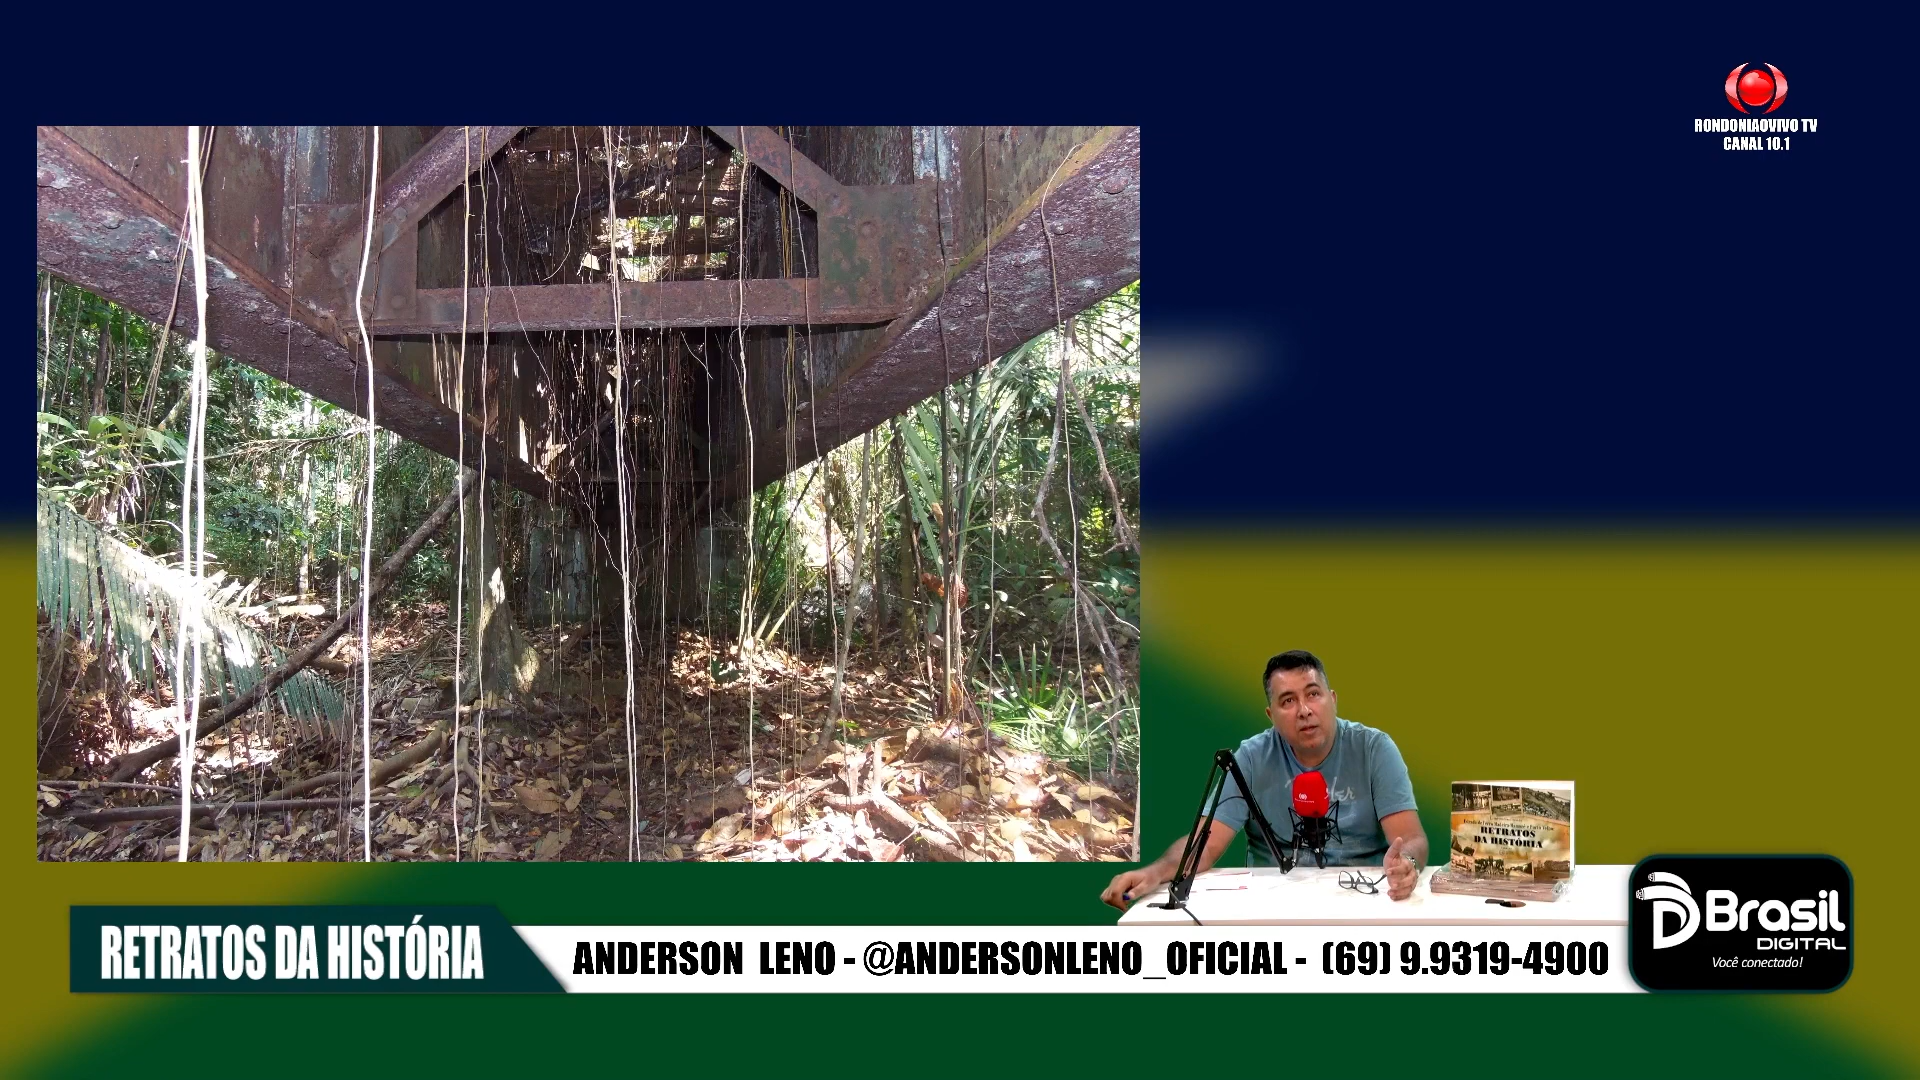 RONDONIAOVIVO TV
CANAL 10.1
RETRATOS
DA HISTÓRIA
RETRATOS DA HISTÓRIA
ANDERSON LENO - @ANDERSONLENO_OFICIAL - (69) 9.9319-4900
Brasil
DIGITAL
Você conectado!